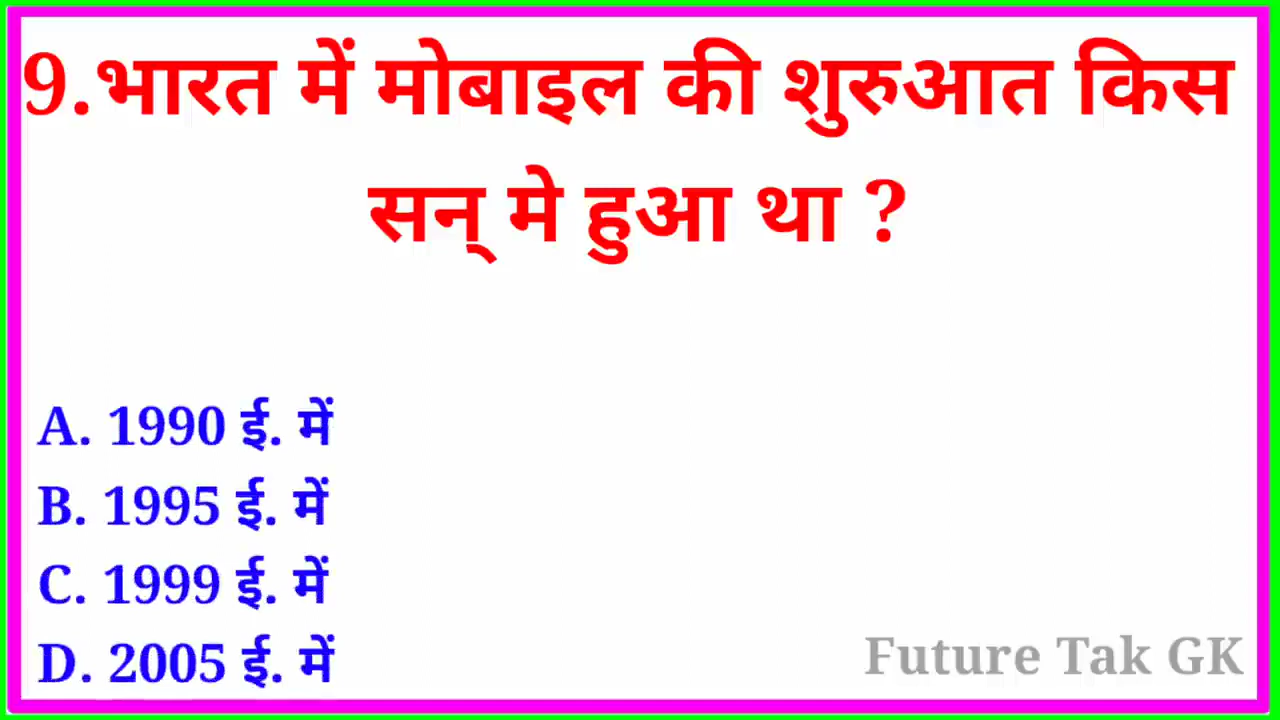 9.भारत में मोबाइल की शुरुआत किस
सन् मे हुआ था ?
A. 1990 ई. में
B. 1995 ई. में
C. 1999 ई. में
D. 2005 ई. में
Future Tak GK